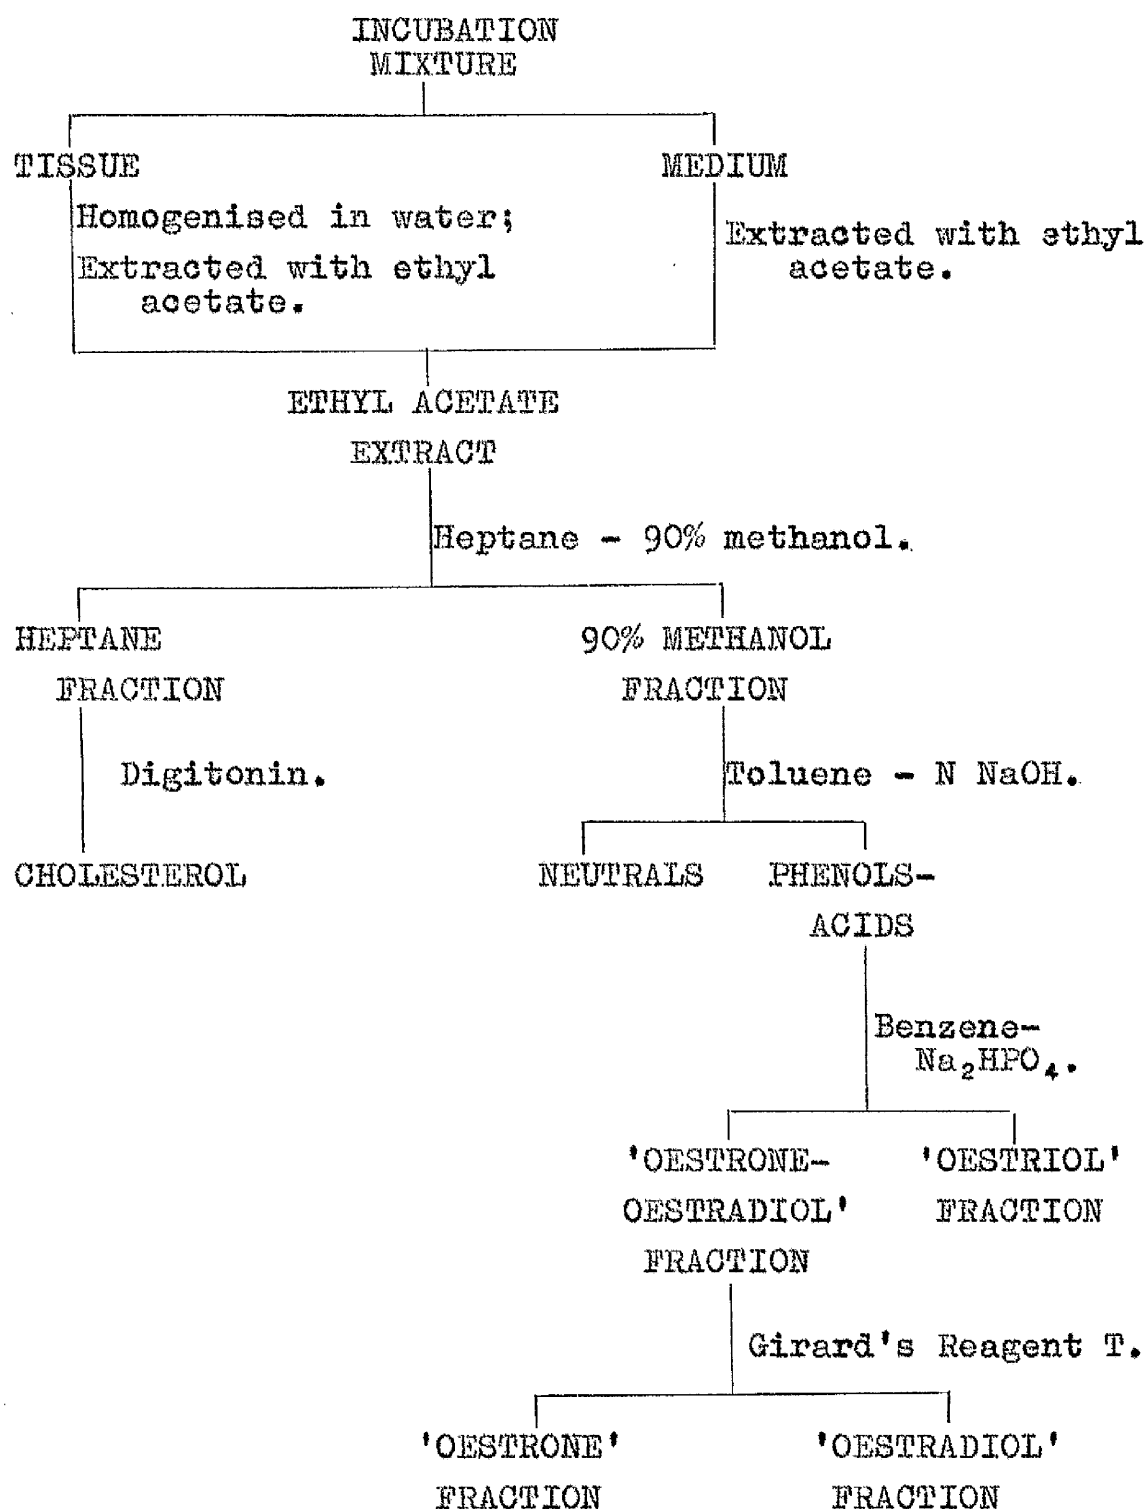 INCUBATION
MIXTURE
TISSUE
MEDIUM
Homogenised in water;
Extracted with ethyl
acetate.
Extracted with ethyl
acetate.
ETHYL ACETATE
EXTRACT
Heptane - 90% methanol.
HEPTANE
FRACTION
90% METHANOL
FRACTION
Digitonin.
Toluene - N NaOH.
CHOLESTEROL
NEUTRALS
PHENOLS-
ACIDS
Benzene-
Na₂HPO₄.
'OESTRONE-
OESTRADIOL'
FRACTION
'OESTRIOL'
FRACTION
Girard's Reagent T.
'OESTRONE'
FRACTION
'OESTRADIOL'
FRACTION